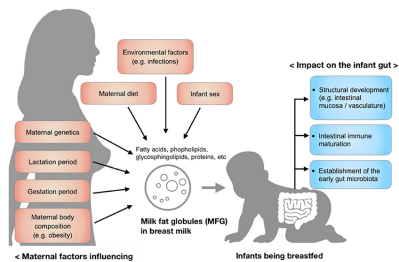 Environmental factors
(e.g. infections)
< Impact on the infant gut >
Maternal diet
Infant sex
• Structural development
(e.g. intestinal
mucosa / vasculature)
Maternal genetics
Fatty acids, phopholipids,
glycosphingolipids, proteins, etc
• Intestinal immune
maturation
Lactation period
Gestation period
• Establishment of the
early gut microbiota
Maternal body
composition
(e.g. obesity)
Milk fat globules (MFG)
in breast milk
< Maternal factors influencing
Infants being breastfed